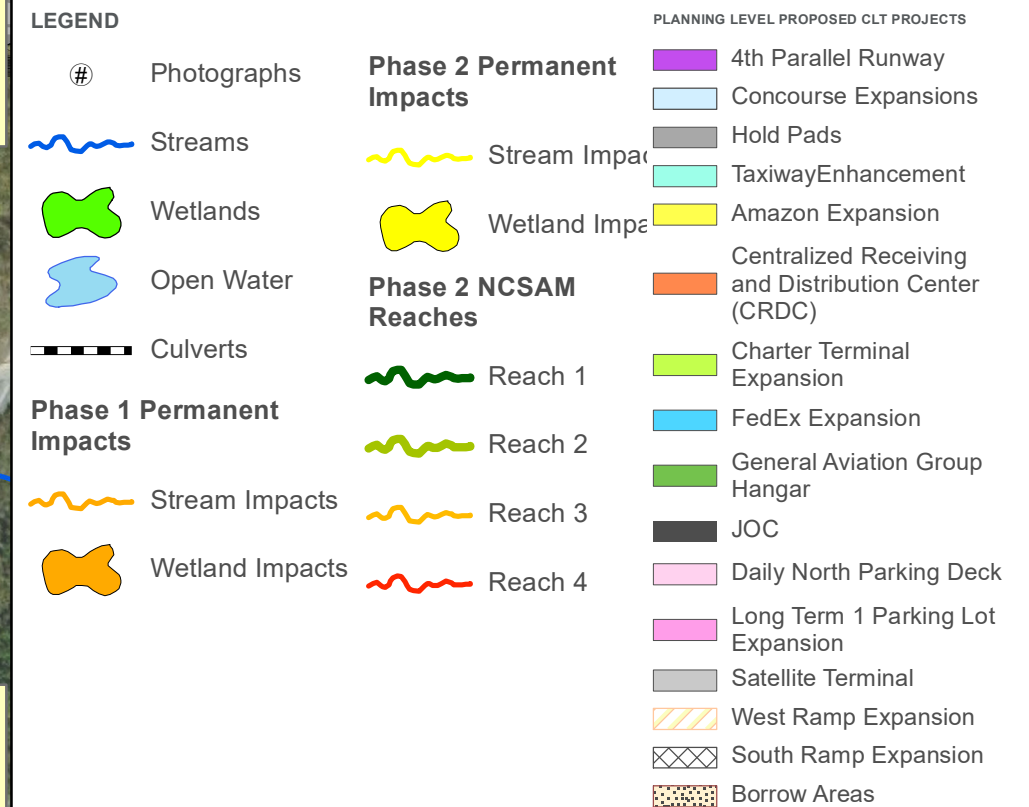 LEGEND
#
Photographs
Streams
Wetlands
Open Water
Culverts
Phase 1 Permanent
Impacts
Stream Impacts
Wetland Impacts
Phase 2 Permanent
Impacts
Stream Impac
Wetland Impa
Phase 2 NCSAM
Reaches
Reach 1
Reach 2
Reach 3
Reach 4
PLANNING LEVEL PROPOSED CLT PROJECTS
4th Parallel Runway
Concourse Expansions
Hold Pads
TaxiwayEnhancement
Amazon Expansion
Centralized Receiving
and Distribution Center
(CRDC)
Charter Terminal
Expansion
FedEx Expansion
General Aviation Group
Hangar
JOC
Daily North Parking Deck
Long Term 1 Parking Lot
Expansion
Satellite Terminal
West Ramp Expansion
South Ramp Expansion
Borrow Areas